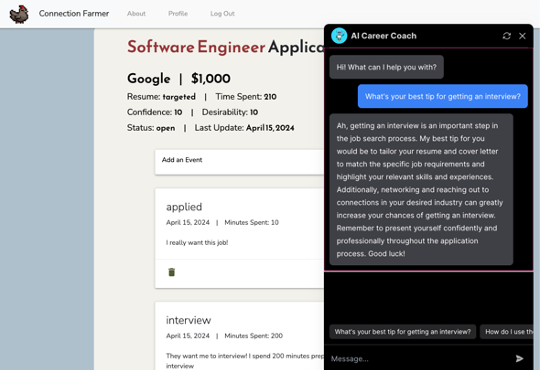 Connection Farmer
About
Profile
Log Out
Software Engineer Applica
Google | $1,000
Resume: targeted | Time Spent: 210
Confidence: 10 | Desirability: 10
Status: open | Last Update: April 15, 2024
Add an Event
applied
April 15, 2024 | Minutes Spent: 10
I really want this job!
interview
April 15, 2024 | Minutes Spent: 200
They want me to interview! I spend 200 minutes prep
interview
AI Career Coach
Hi! What can I help you with?
What's your best tip for getting an interview?
Ah, getting an interview is an important step in
the job search process. My best tip for you
would be to tailor your resume and cover letter
to match the specific job requirements and
highlight your relevant skills and experiences.
Additionally, networking and reaching out to
connections in your desired industry can greatly
increase your chances of getting an interview.
Remember to present yourself confidently and
professionally throughout the application
process. Good luck!
What's your best tip for getting an interview?
How do I use th
Message...